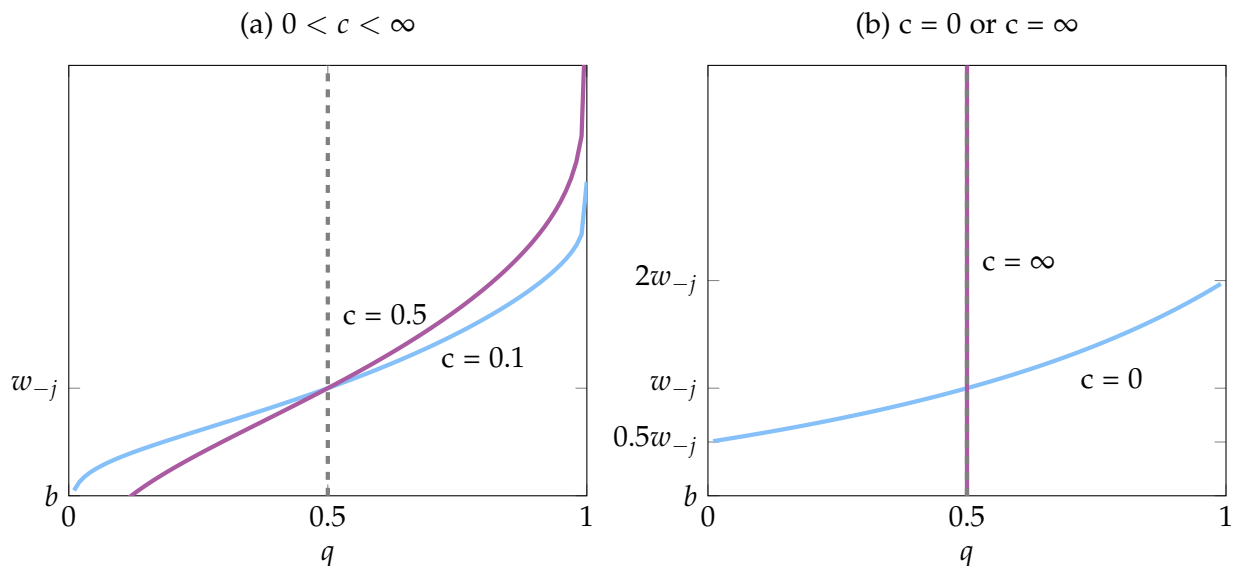 (a) 0 < c < ∞
c = 0.5
c = 0.1
w₋ⱼ
b
0
0.5
1
q
(b) c = 0 or c = ∞
c = ∞
2w₋ⱼ
w₋ⱼ
c = 0
0.5w₋ⱼ
b
0
0.5
1
q